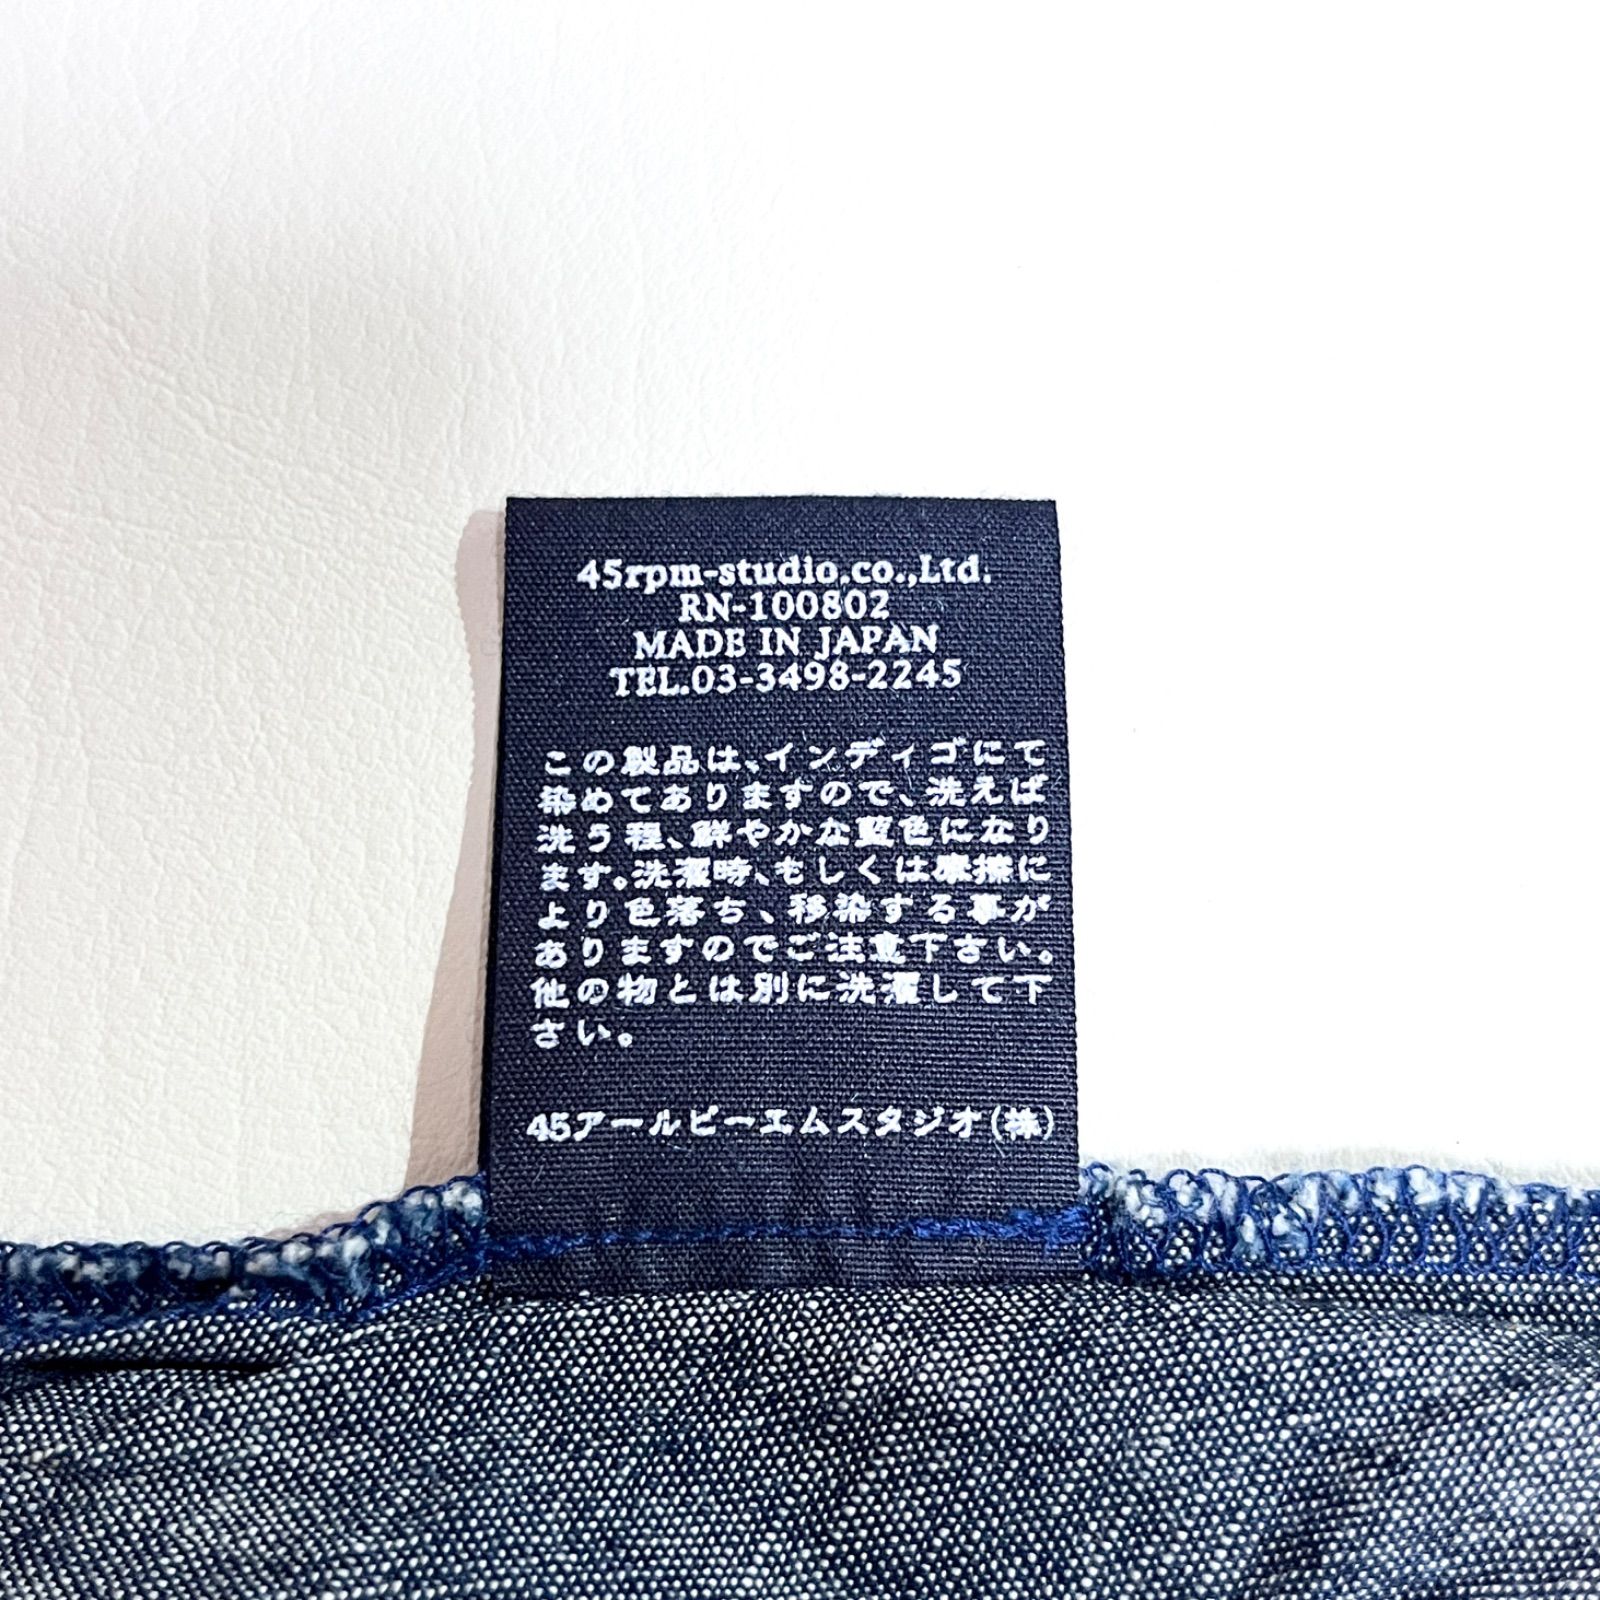 45rpm-studio.co.,Ltd.
RN-100802
MADE IN JAPAN
TEL.03-3498-2245
この製品は、インディゴにて
染めてありますので、洗えば
洗う程、鮮やかな藍色になり
ます。洗濯時、もしくは摩擦に
より色落ち、移染する事が
ありますのでご注意下さい。
他の物とは別に洗濯して下
さい。
45アールピーエムスタジオ(株)